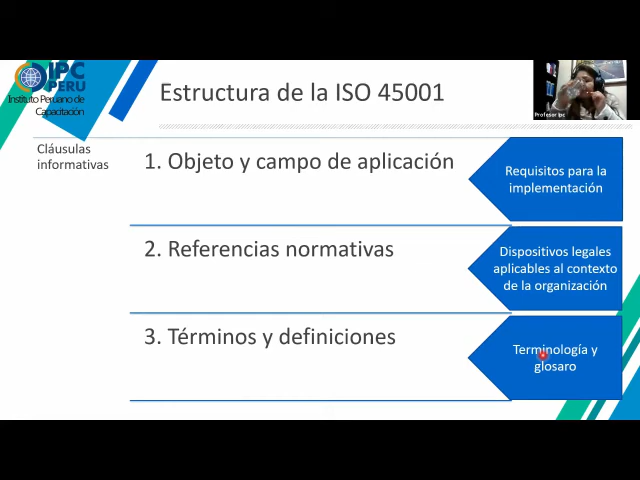 IPC
PERU
Instituto Peruano de
Capacitación
Estructura de la ISO 45001
Profesor Ipc
Cláusulas
informativas
1. Objeto y campo de aplicación
Requisitos para la
implementación
2. Referencias normativas
Dispositivos legales
aplicables al contexto
de la organización
3. Términos y definiciones
Terminología y
glosaro